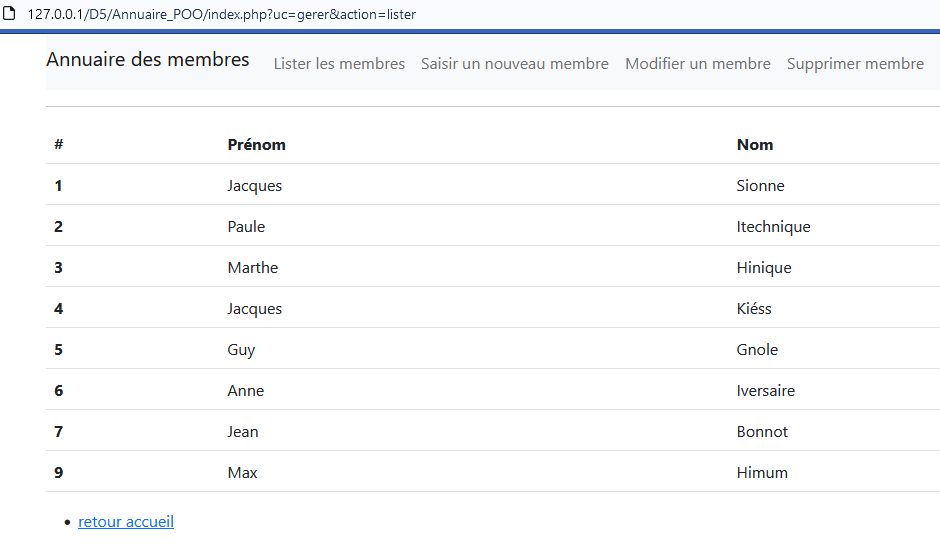 127.0.0.1/D5/Annuaire_POO/index.php?uc=gerer&action=lister
Annuaire des membres Lister les membres Saisir un nouveau membre Modifier un membre Supprimer membre
# Prénom Nom
1 Jacques Sionne
2 Paule Itechnique
3 Marthe Hinique
4 Jacques Kiéss
5 Guy Gnole
6 Anne Iversaire
7 Jean Bonnot
9 Max Himum
• retour accueil